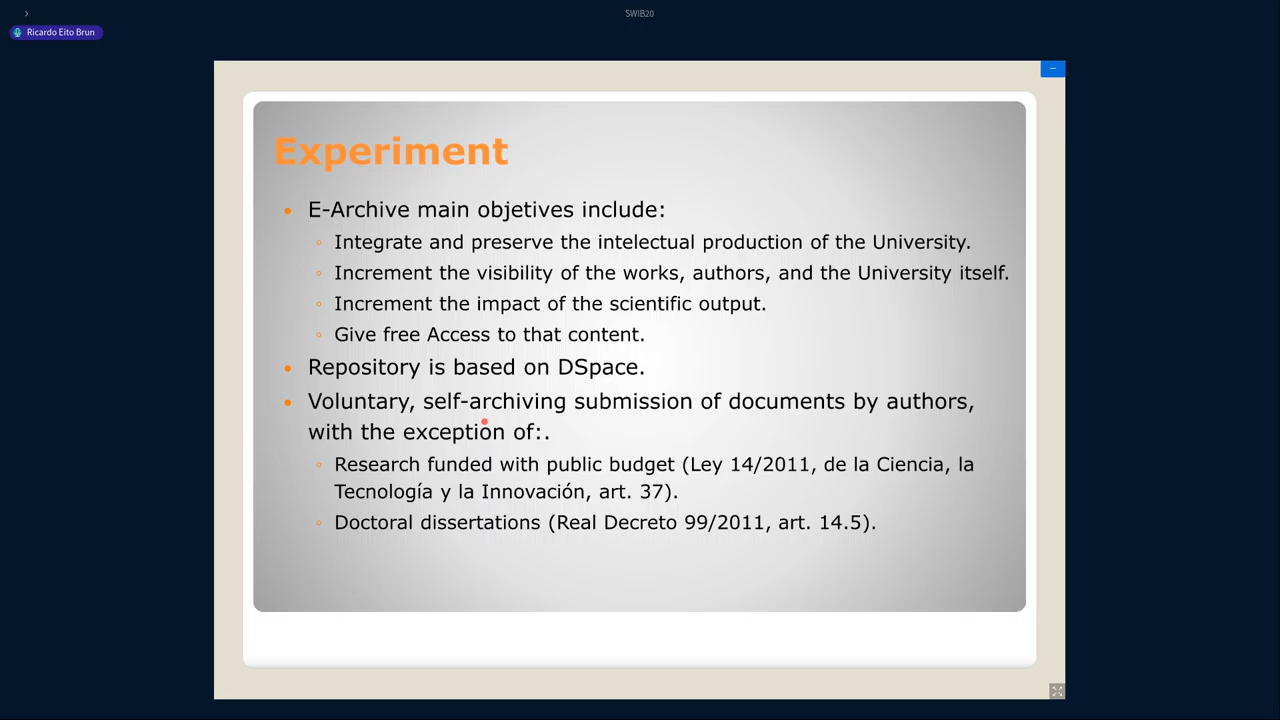 SWIB20
Ricardo Eito Brun
Experiment
E-Archive main objetives include:
Integrate and preserve the intelectual production of the University.
Increment the visibility of the works, authors, and the University itself.
Increment the impact of the scientific output.
Give free Access to that content.
Repository is based on DSpace.
Voluntary, self-archiving submission of documents by authors,
with the exception of:.
Research funded with public budget (Ley 14/2011, de la Ciencia, la
Tecnología y la Innovación, art. 37).
Doctoral dissertations (Real Decreto 99/2011, art. 14.5).